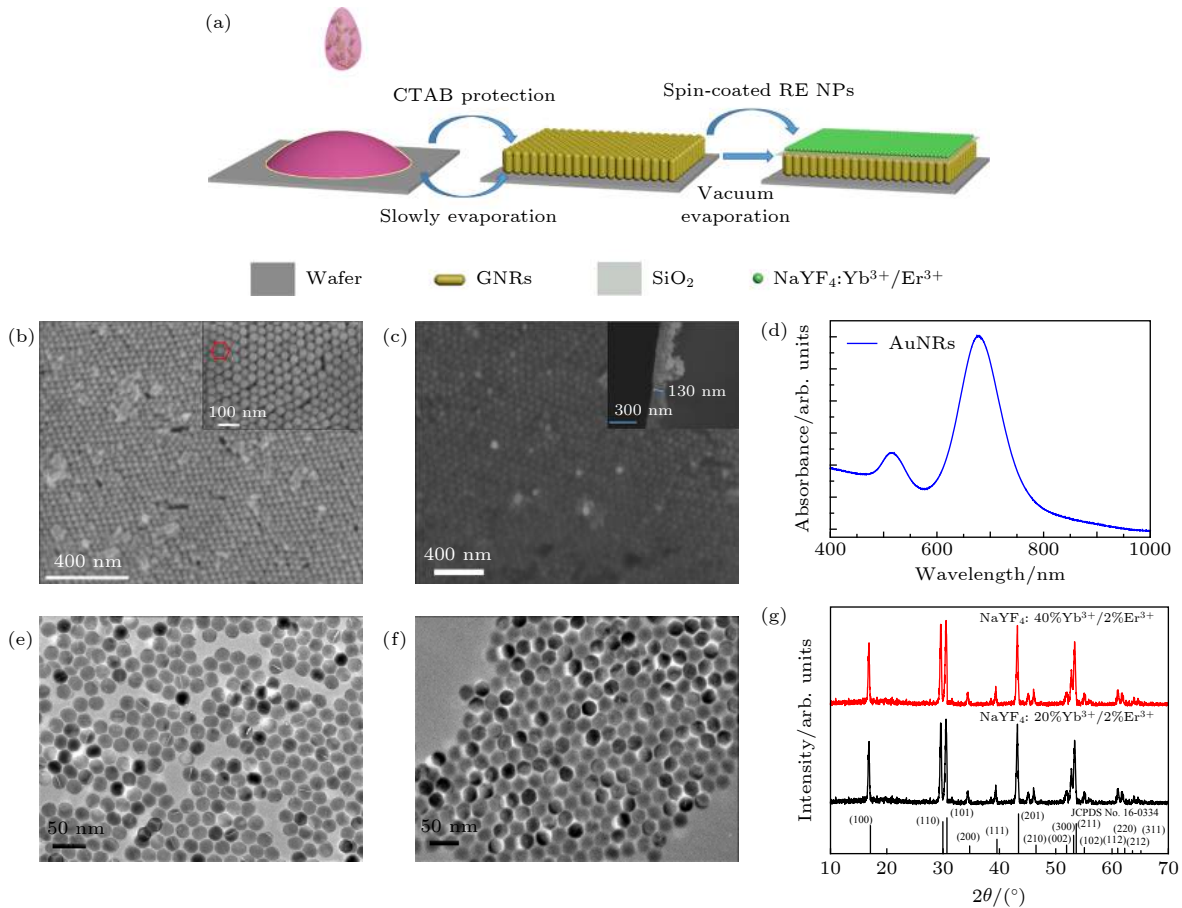 (a)
CTAB protection
Spin-coated RE NPs
Slowly evaporation
Vacuum
evaporation
Wafer
GNRs
SiO₂
NaYF₄:Yb³⁺/Er³⁺
(b)
100 nm
400 nm
(c)
130 nm
300 nm
400 nm
(d)
AuNRs
Absorbance/arb. units
400 600 800 1000
Wavelength/nm
(e)
50 nm
(f)
50 nm
(g)
NaYF₄: 40%Yb³⁺/2%Er³⁺
NaYF₄: 20%Yb³⁺/2%Er³⁺
Intensity/arb. units
JCPDS No. 16-0334
(100)
(110)
(101)
(200)
(111)
(201)
(210)
(300)
(002)
(211)
(102)
(112)
(220)
(212)
(311)
10 20 30 40 50 60 70
2θ/(°)